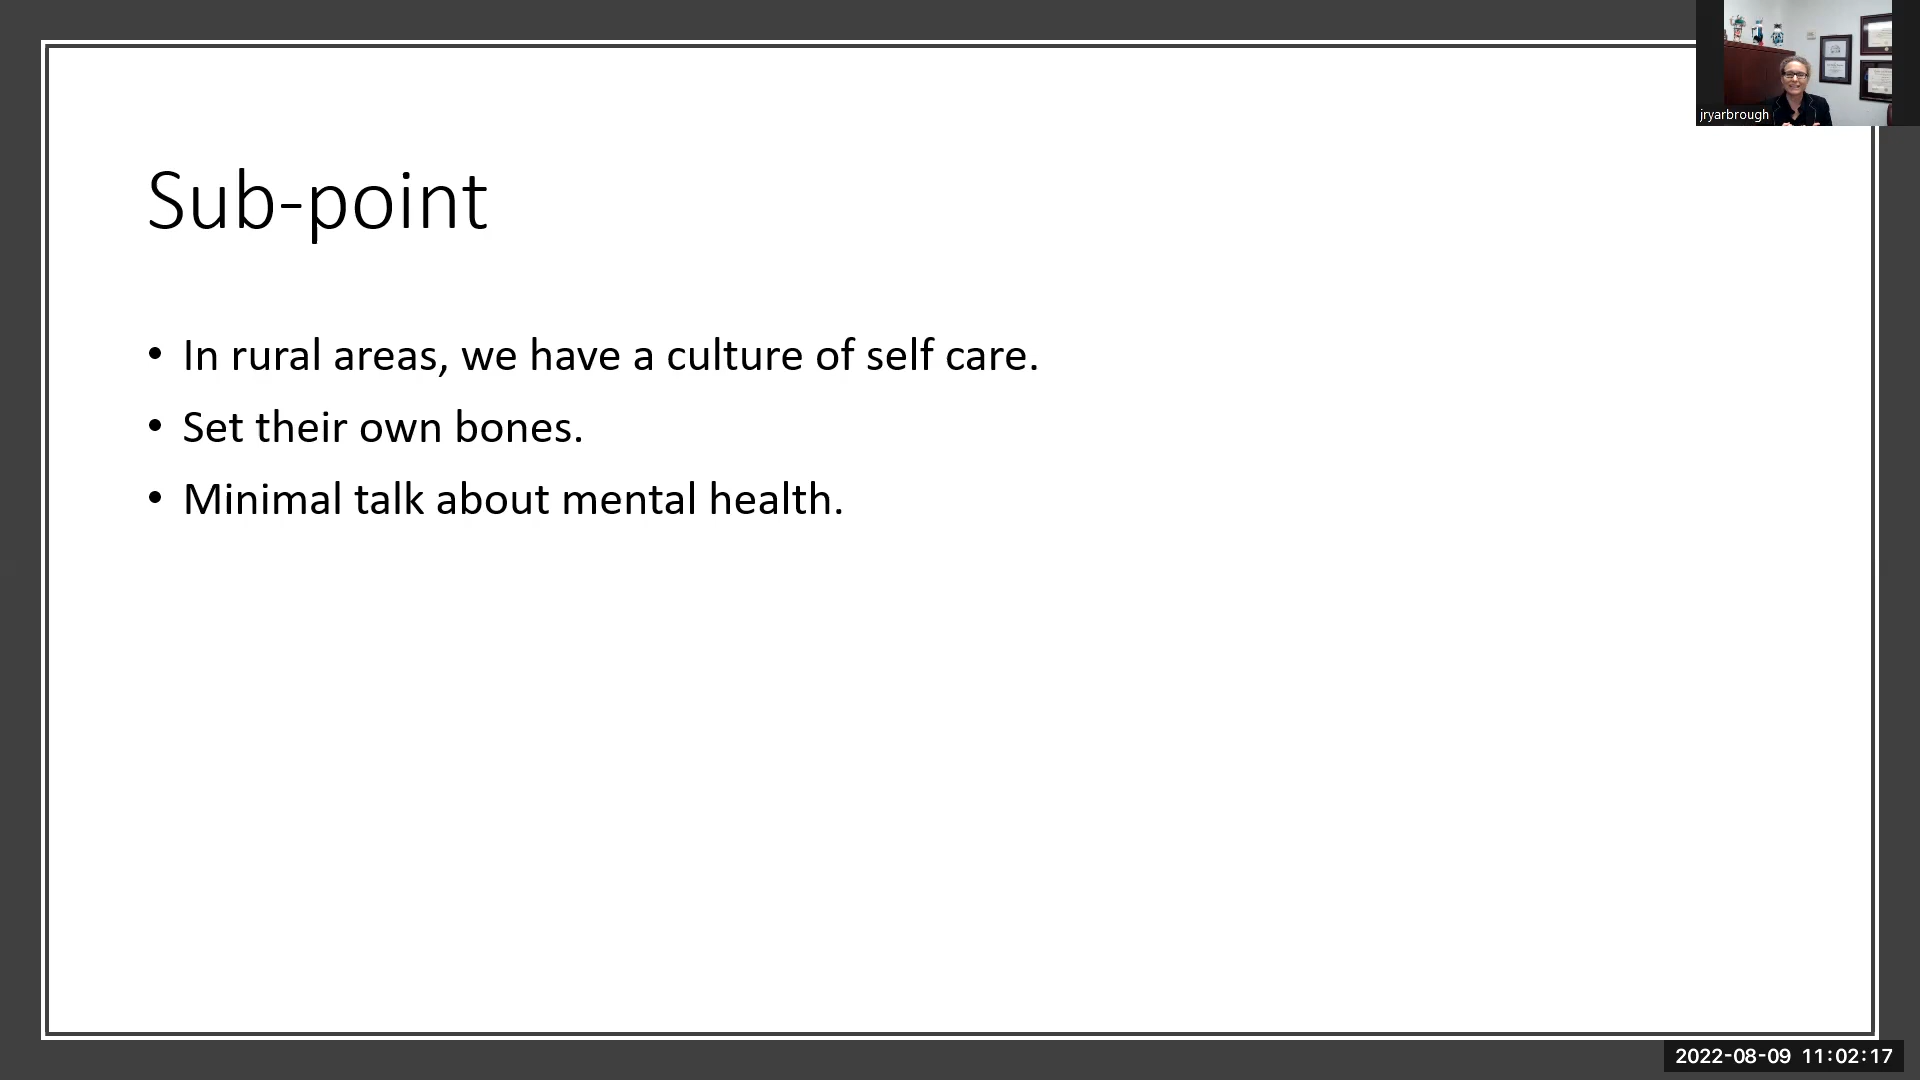 jryarbrough
Sub-point
• In rural areas, we have a culture of self care.
• Set their own bones.
• Minimal talk about mental health.
2022-08-09 11:02:17